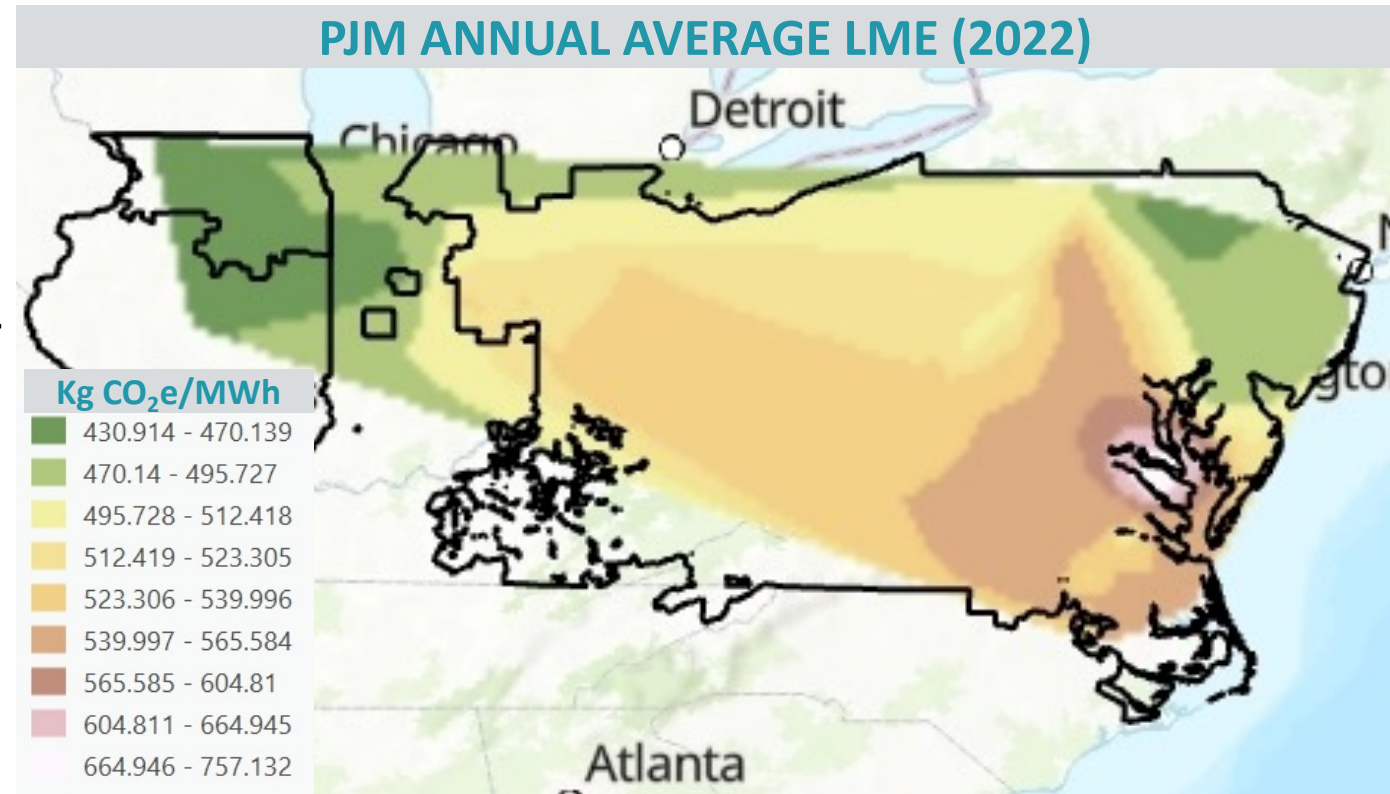 PJM ANNUAL AVERAGE LME (2022)
Detroit
Chicago
Kg CO₂e/MWh
430.914 - 470.139
470.14 - 495.727
495.728 - 512.418
512.419 - 523.305
523.306 - 539.996
539.997 - 565.584
565.585 - 604.81
604.811 - 664.945
664.946 - 757.132
Atlanta